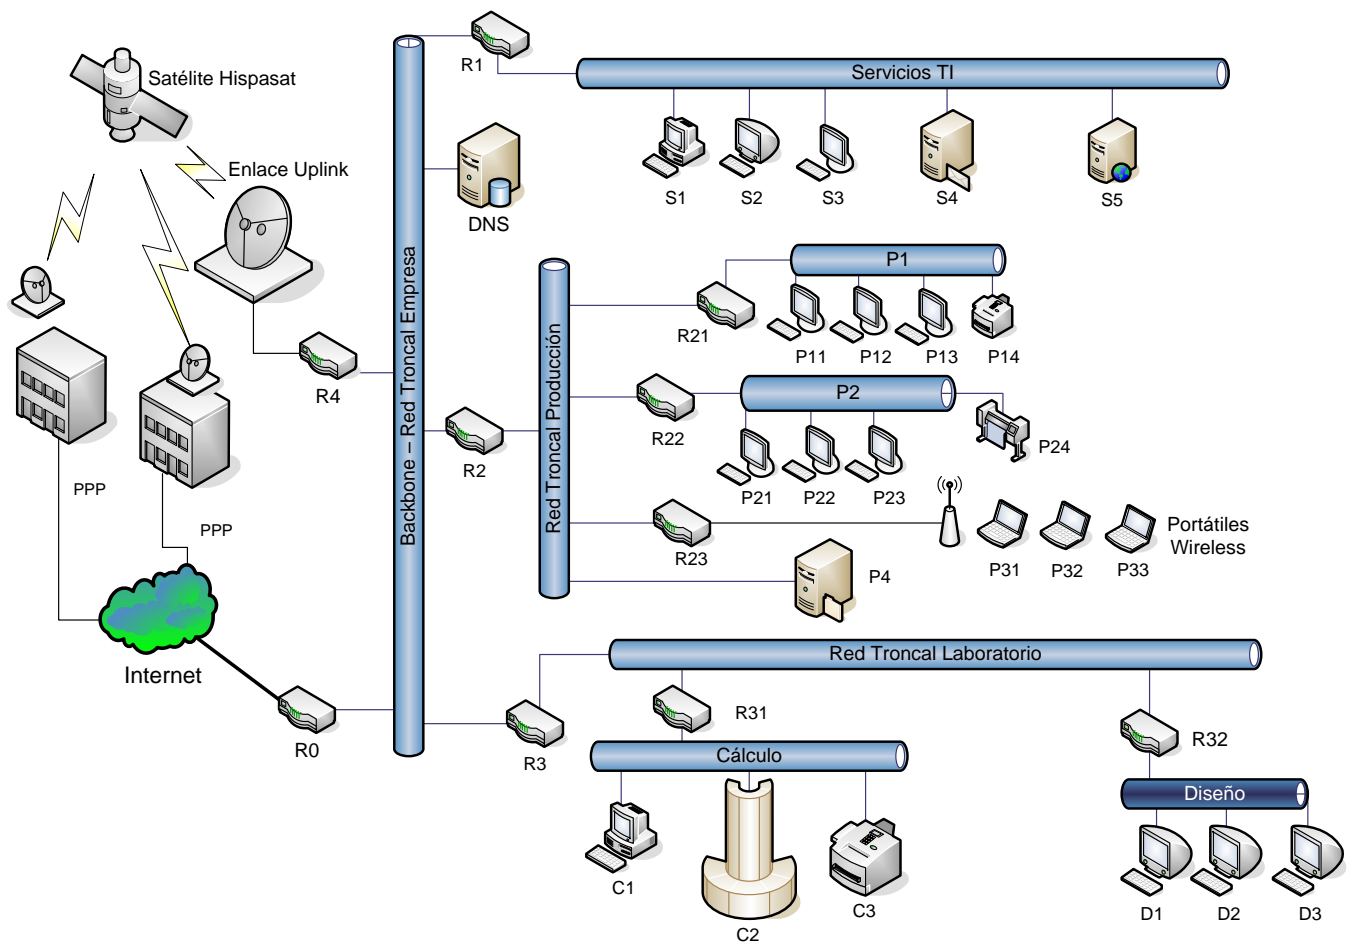 R1
Servicios TI
Satélite Hispasat
Enlace Uplink
S1
S2
S3
S4
S5
DNS
Backbone – Red Troncal Empresa
Red Troncal Producción
P1
R21
P11
P12
P13
P14
R4
P2
R22
P24
R2
P21
P22
P23
PPP
PPP
R23
P31
P32
P33
Portátiles
Wireless
P4
Internet
Red Troncal Laboratorio
R0
R3
R31
R32
Cálculo
Diseño
C1
C2
C3
D1
D2
D3